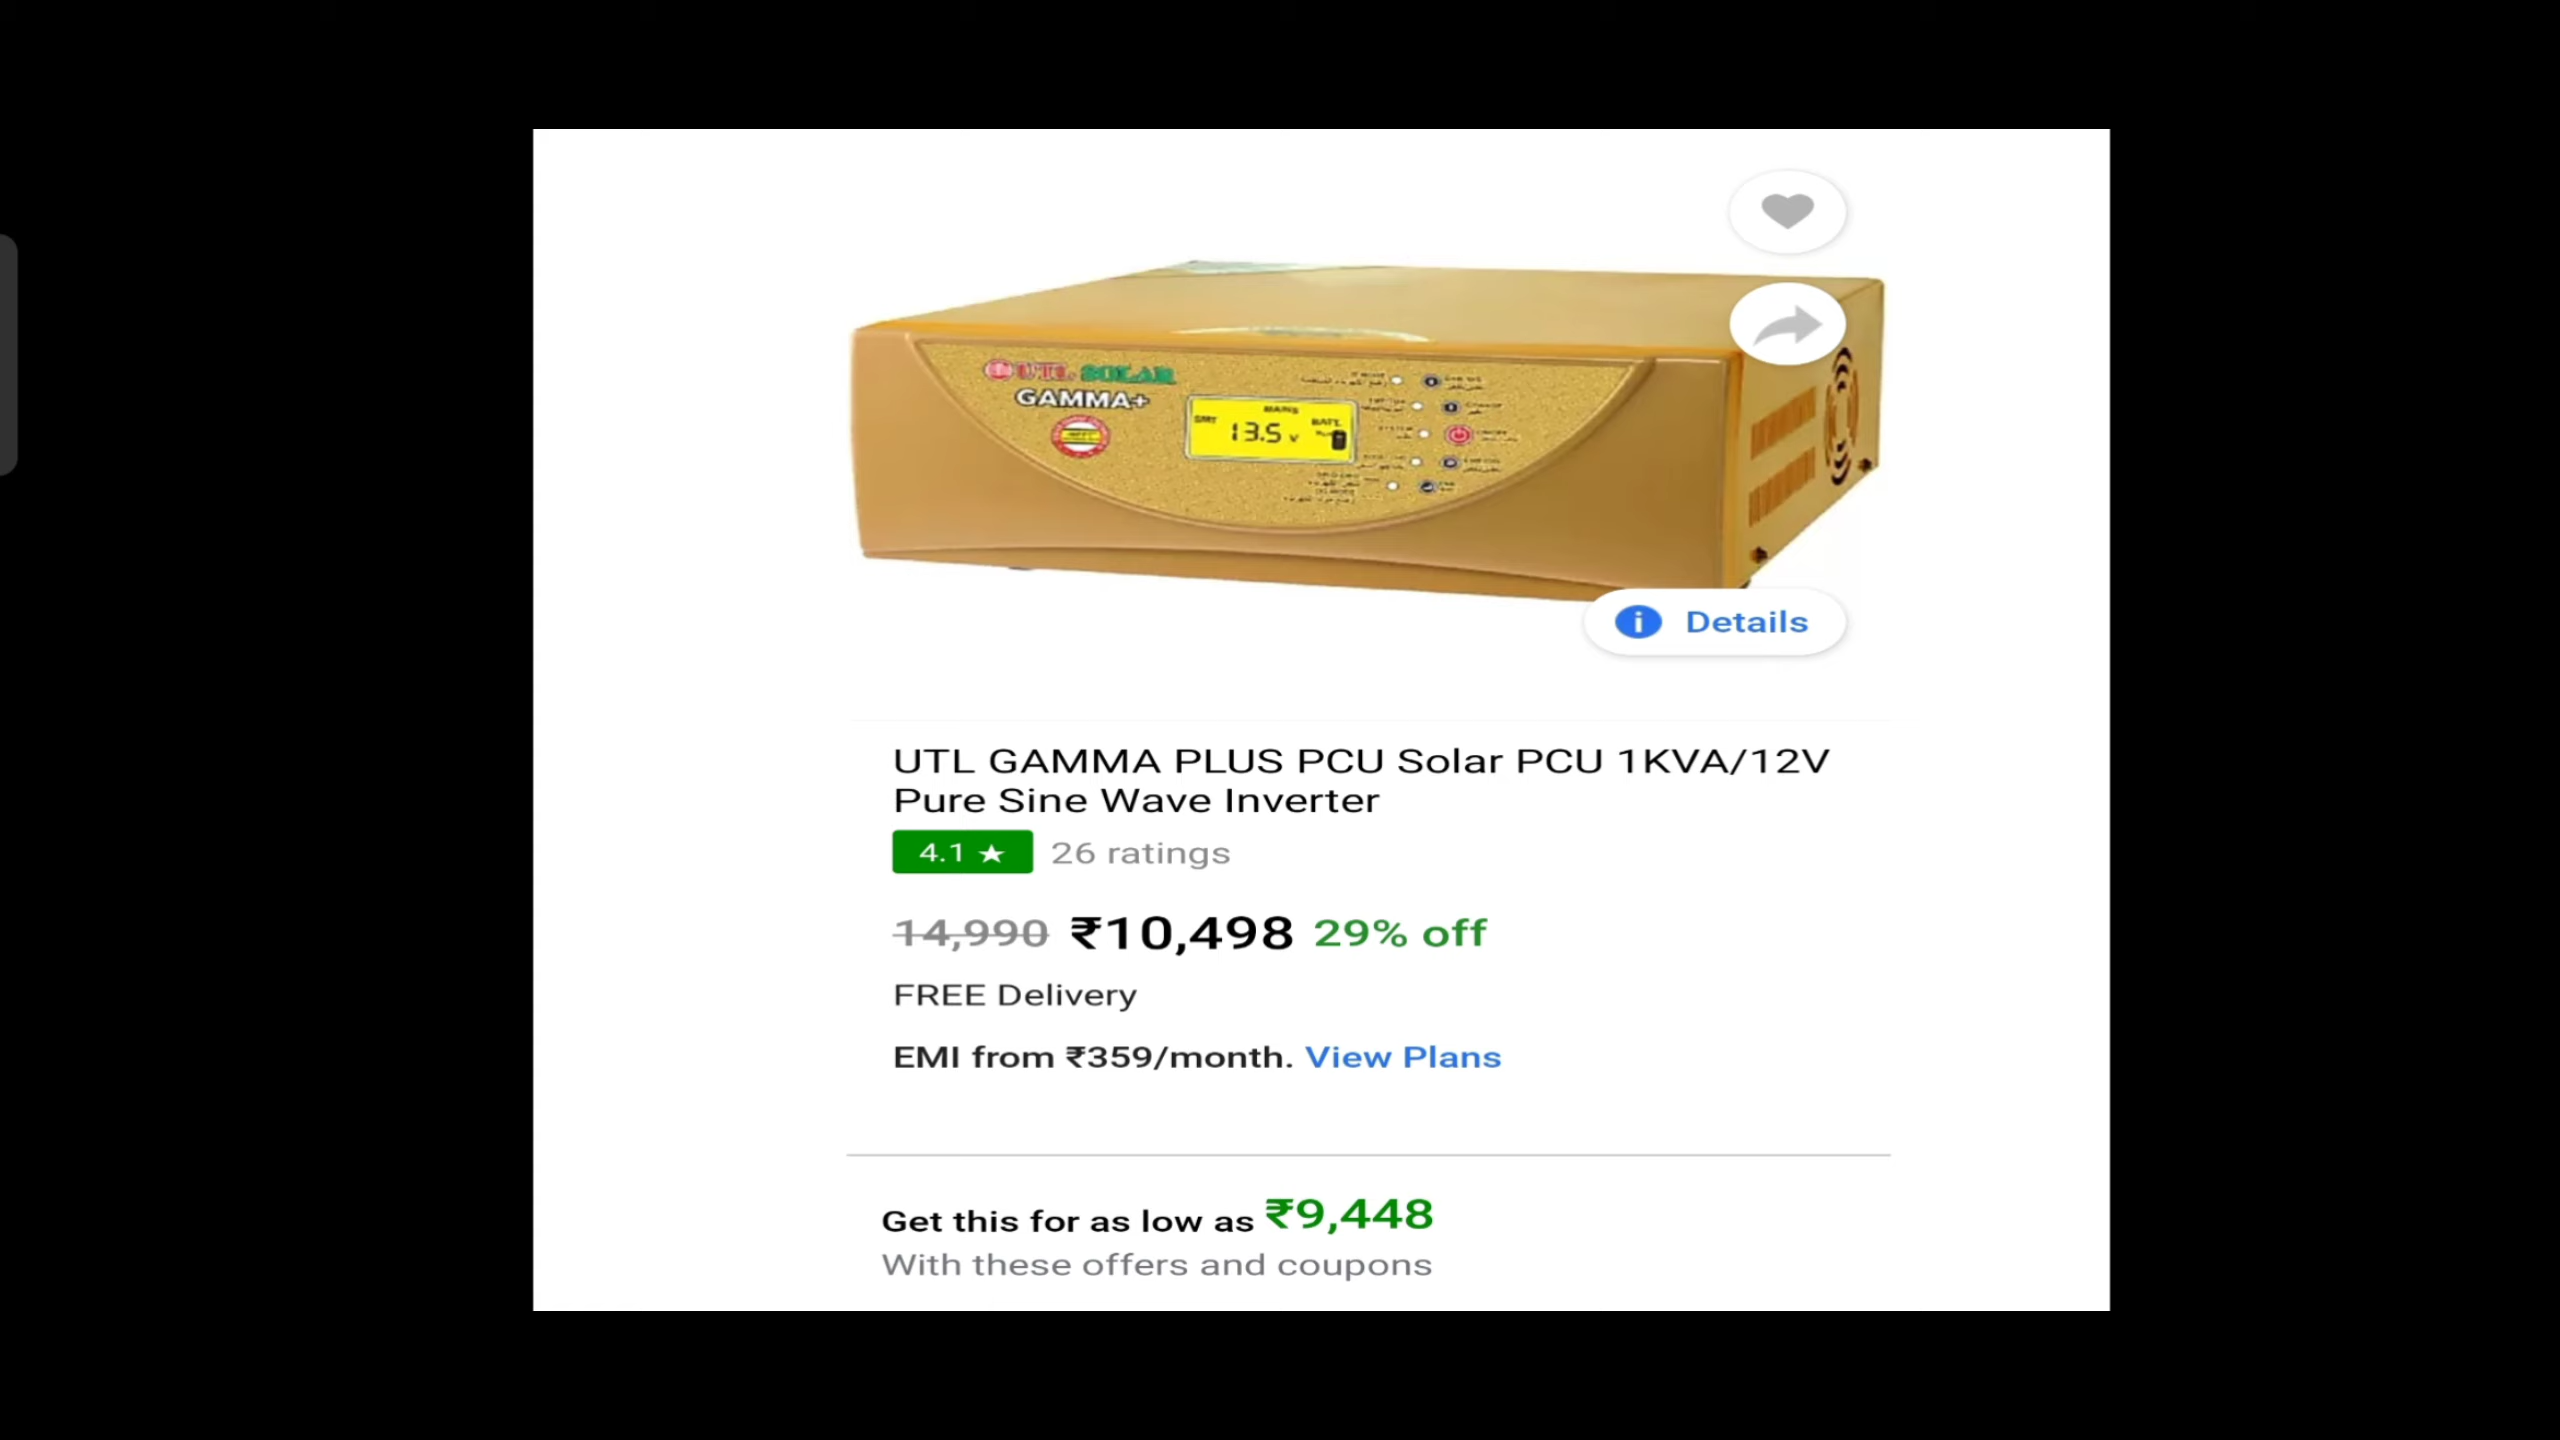 UTL SOLAR
GAMMA+
MAINS
BATT.
13.5 v
Details
UTL GAMMA PLUS PCU Solar PCU 1KVA/12V
Pure Sine Wave Inverter
4.1 ★ 26 ratings
14,990 ₹10,498 29% off
FREE Delivery
EMI from ₹359/month. View Plans
Get this for as low as ₹9,448
With these offers and coupons